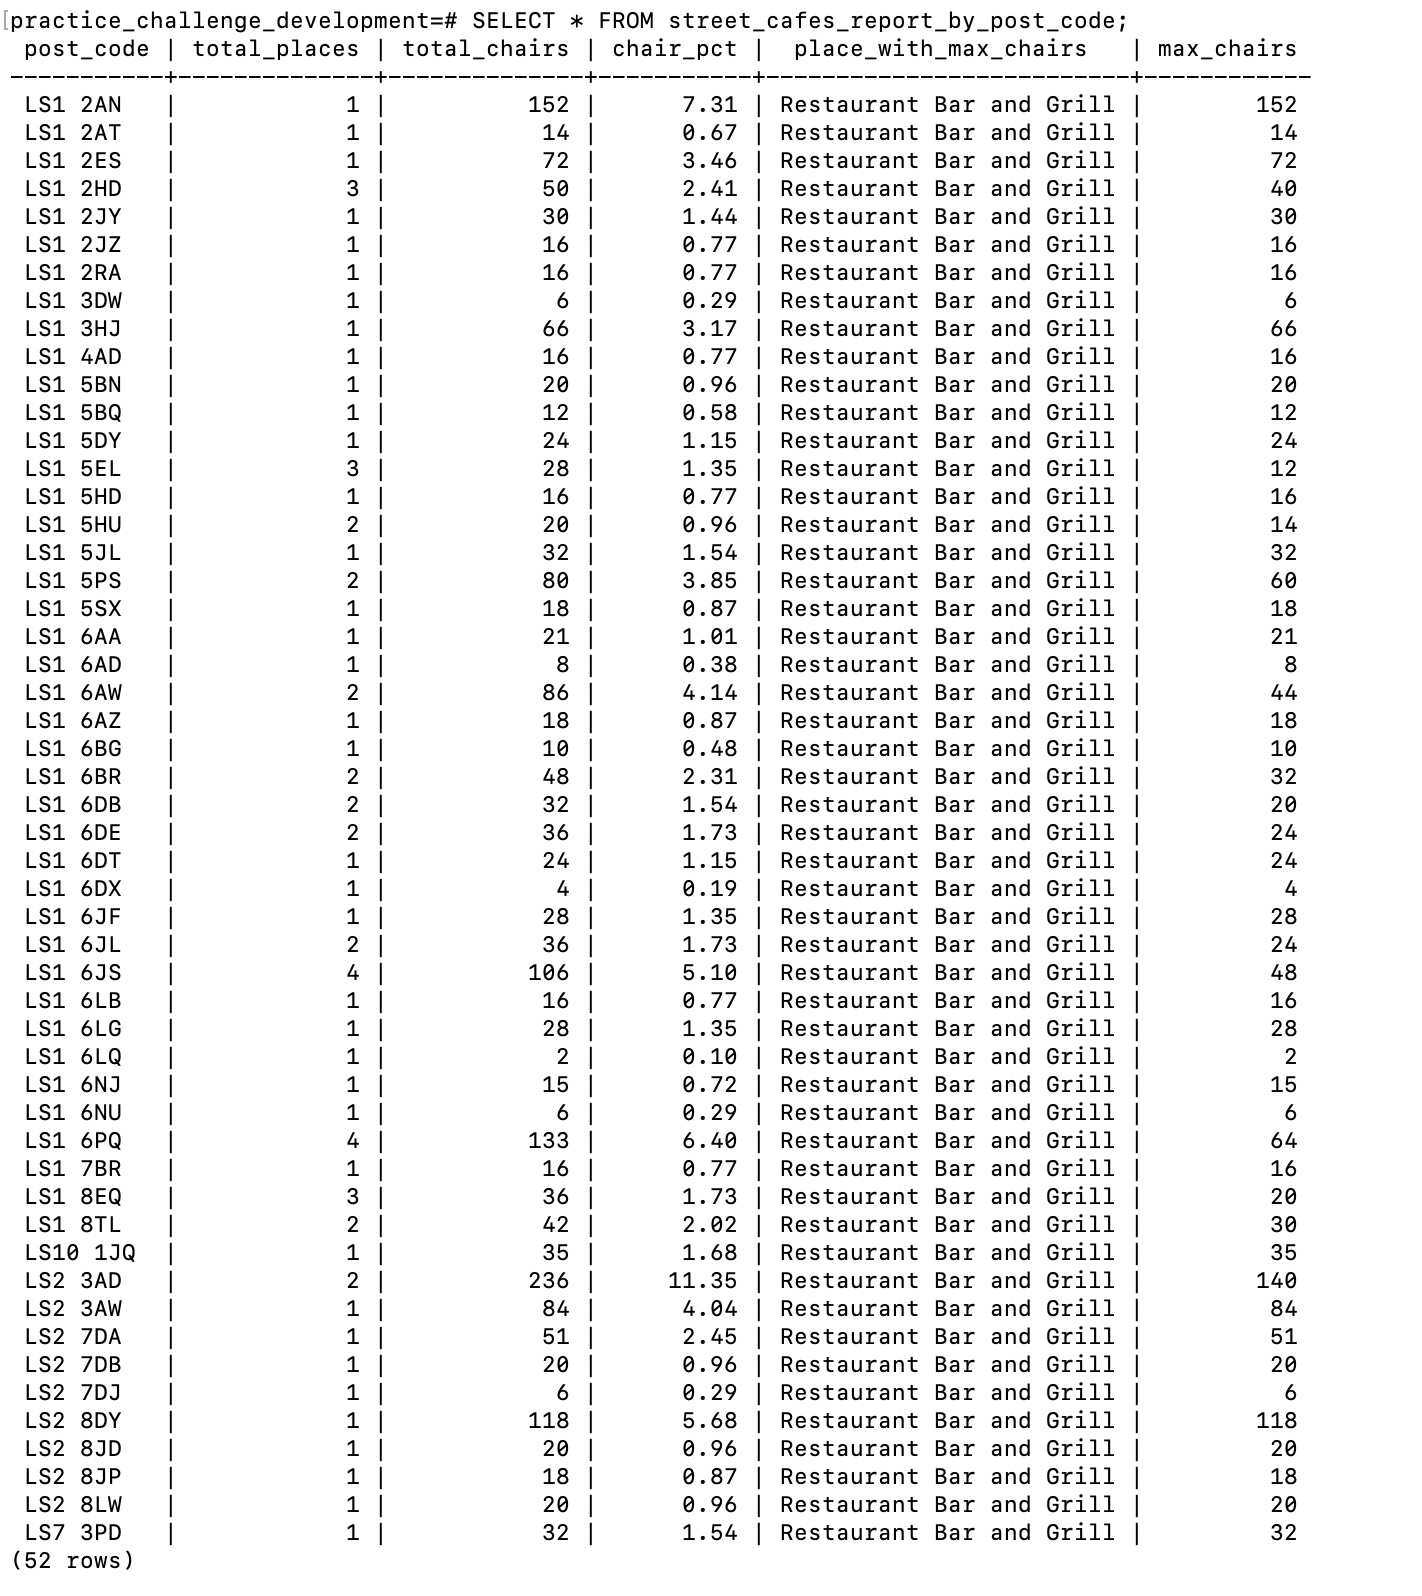 practice_challenge_development=# SELECT * FROM street_cafes_report_by_post_code;
 post_code | total_places | total_chairs | chair_pct |  place_with_max_chairs   | max_chairs
-----------+--------------+--------------+-----------+--------------------------+------------
 LS1 2AN   |            1 |          152 |      7.31 | Restaurant Bar and Grill |        152
 LS1 2AT   |            1 |           14 |      0.67 | Restaurant Bar and Grill |         14
 LS1 2ES   |            1 |           72 |      3.46 | Restaurant Bar and Grill |         72
 LS1 2HD   |            3 |           50 |      2.41 | Restaurant Bar and Grill |         40
 LS1 2JY   |            1 |           30 |      1.44 | Restaurant Bar and Grill |         30
 LS1 2JZ   |            1 |           16 |      0.77 | Restaurant Bar and Grill |         16
 LS1 2RA   |            1 |           16 |      0.77 | Restaurant Bar and Grill |         16
 LS1 3DW   |            1 |            6 |      0.29 | Restaurant Bar and Grill |          6
 LS1 3HJ   |            1 |           66 |      3.17 | Restaurant Bar and Grill |         66
 LS1 4AD   |            1 |           16 |      0.77 | Restaurant Bar and Grill |         16
 LS1 5BN   |            1 |           20 |      0.96 | Restaurant Bar and Grill |         20
 LS1 5BQ   |            1 |           12 |      0.58 | Restaurant Bar and Grill |         12
 LS1 5DY   |            1 |           24 |      1.15 | Restaurant Bar and Grill |         24
 LS1 5EL   |            3 |           28 |      1.35 | Restaurant Bar and Grill |         12
 LS1 5HD   |            1 |           16 |      0.77 | Restaurant Bar and Grill |         16
 LS1 5HU   |            2 |           20 |      0.96 | Restaurant Bar and Grill |         14
 LS1 5JL   |            1 |           32 |      1.54 | Restaurant Bar and Grill |         32
 LS1 5PS   |            2 |           80 |      3.85 | Restaurant Bar and Grill |         60
 LS1 5SX   |            1 |           18 |      0.87 | Restaurant Bar and Grill |         18
 LS1 6AA   |            1 |           21 |      1.01 | Restaurant Bar and Grill |         21
 LS1 6AD   |            1 |            8 |      0.38 | Restaurant Bar and Grill |          8
 LS1 6AW   |            2 |           86 |      4.14 | Restaurant Bar and Grill |         44
 LS1 6AZ   |            1 |           18 |      0.87 | Restaurant Bar and Grill |         18
 LS1 6BG   |            1 |           10 |      0.48 | Restaurant Bar and Grill |         10
 LS1 6BR   |            2 |           48 |      2.31 | Restaurant Bar and Grill |         32
 LS1 6DB   |            2 |           32 |      1.54 | Restaurant Bar and Grill |         20
 LS1 6DE   |            2 |           36 |      1.73 | Restaurant Bar and Grill |         24
 LS1 6DT   |            1 |           24 |      1.15 | Restaurant Bar and Grill |         24
 LS1 6DX   |            1 |            4 |      0.19 | Restaurant Bar and Grill |          4
 LS1 6JF   |            1 |           28 |      1.35 | Restaurant Bar and Grill |         28
 LS1 6JL   |            2 |           36 |      1.73 | Restaurant Bar and Grill |         24
 LS1 6JS   |            4 |          106 |      5.10 | Restaurant Bar and Grill |         48
 LS1 6LB   |            1 |           16 |      0.77 | Restaurant Bar and Grill |         16
 LS1 6LG   |            1 |           28 |      1.35 | Restaurant Bar and Grill |         28
 LS1 6LQ   |            1 |            2 |      0.10 | Restaurant Bar and Grill |          2
 LS1 6NJ   |            1 |           15 |      0.72 | Restaurant Bar and Grill |         15
 LS1 6NU   |            1 |            6 |      0.29 | Restaurant Bar and Grill |          6
 LS1 6PQ   |            4 |          133 |      6.40 | Restaurant Bar and Grill |         64
 LS1 7BR   |            1 |           16 |      0.77 | Restaurant Bar and Grill |         16
 LS1 8EQ   |            3 |           36 |      1.73 | Restaurant Bar and Grill |         20
 LS1 8TL   |            2 |           42 |      2.02 | Restaurant Bar and Grill |         30
 LS10 1JQ  |            1 |           35 |      1.68 | Restaurant Bar and Grill |         35
 LS2 3AD   |            2 |          236 |     11.35 | Restaurant Bar and Grill |        140
 LS2 3AW   |            1 |           84 |      4.04 | Restaurant Bar and Grill |         84
 LS2 7DA   |            1 |           51 |      2.45 | Restaurant Bar and Grill |         51
 LS2 7DB   |            1 |           20 |      0.96 | Restaurant Bar and Grill |         20
 LS2 7DJ   |            1 |            6 |      0.29 | Restaurant Bar and Grill |          6
 LS2 8DY   |            1 |          118 |      5.68 | Restaurant Bar and Grill |        118
 LS2 8JD   |            1 |           20 |      0.96 | Restaurant Bar and Grill |         20
 LS2 8JP   |            1 |           18 |      0.87 | Restaurant Bar and Grill |         18
 LS2 8LW   |            1 |           20 |      0.96 | Restaurant Bar and Grill |         20
 LS7 3PD   |            1 |           32 |      1.54 | Restaurant Bar and Grill |         32
(52 rows)